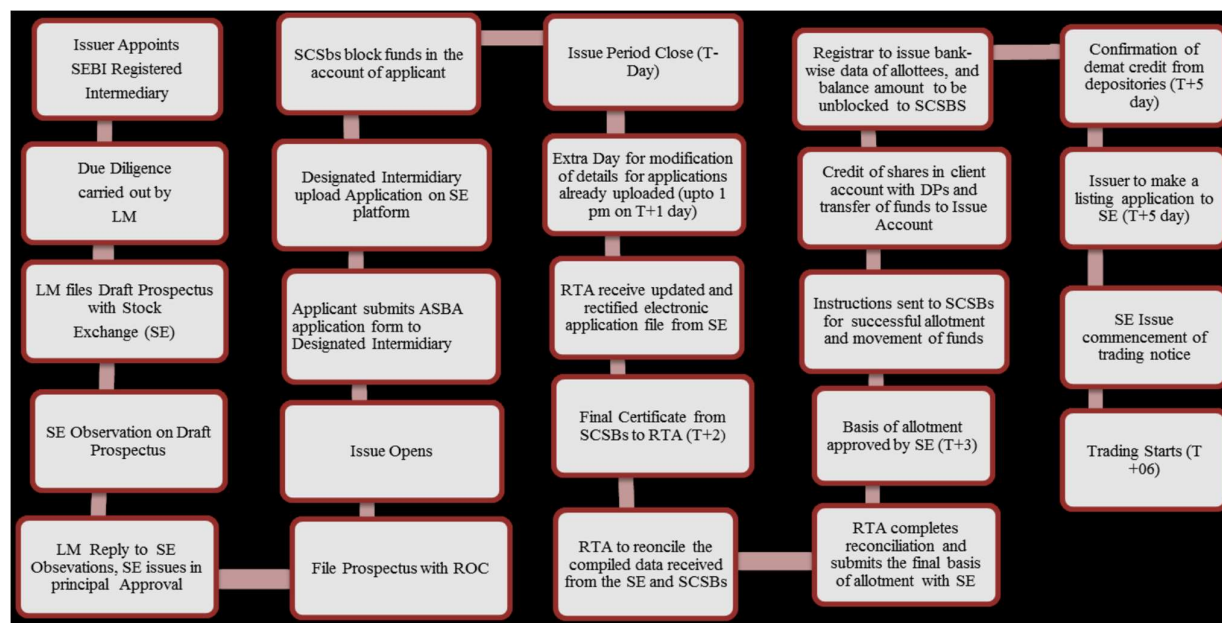 Issuer Appoints
SEBI Registered
Intermediary
Due Diligence
carried out by
LM
LM files Draft Prospectus
with Stock
Exchange (SE)
SE Observation on Draft
Prospectus
LM Reply to SE
Obsevations, SE issues in
principal Approval
File Prospectus with ROC
Issue Opens
Applicant submits ASBA
application form to
Designated Intermidiary
Designated Intermidiary
upload Application on SE
platform
SCSbs block funds in the
account of applicant
Issue Period Close (T-
Day)
Extra Day for modification
of details for applications
already uploaded (upto 1
pm on T+1 day)
RTA receive updated and
rectified electronic
application file from SE
Final Certificate from
SCSBs to RTA (T+2)
RTA to reconcile the
compiled data received
from the SE and SCSBs
RTA completes
reconciliation and
submits the final basis
of allotment with SE
Basis of allotment
approved by SE (T+3)
Instructions sent to SCSBs
for successful allotment
and movement of funds
Credit of shares in client
account with DPs and
transfer of funds to Issue
Account
Registrar to issue bank-
wise data of allottees, and
balance amount to be
unblocked to SCSBS
Confirmation of
demat credit from
depositories (T+5
day)
Issuer to make a
listing application to
SE (T+5 day)
SE Issue
commencement of
trading notice
Trading Starts (T
+06)